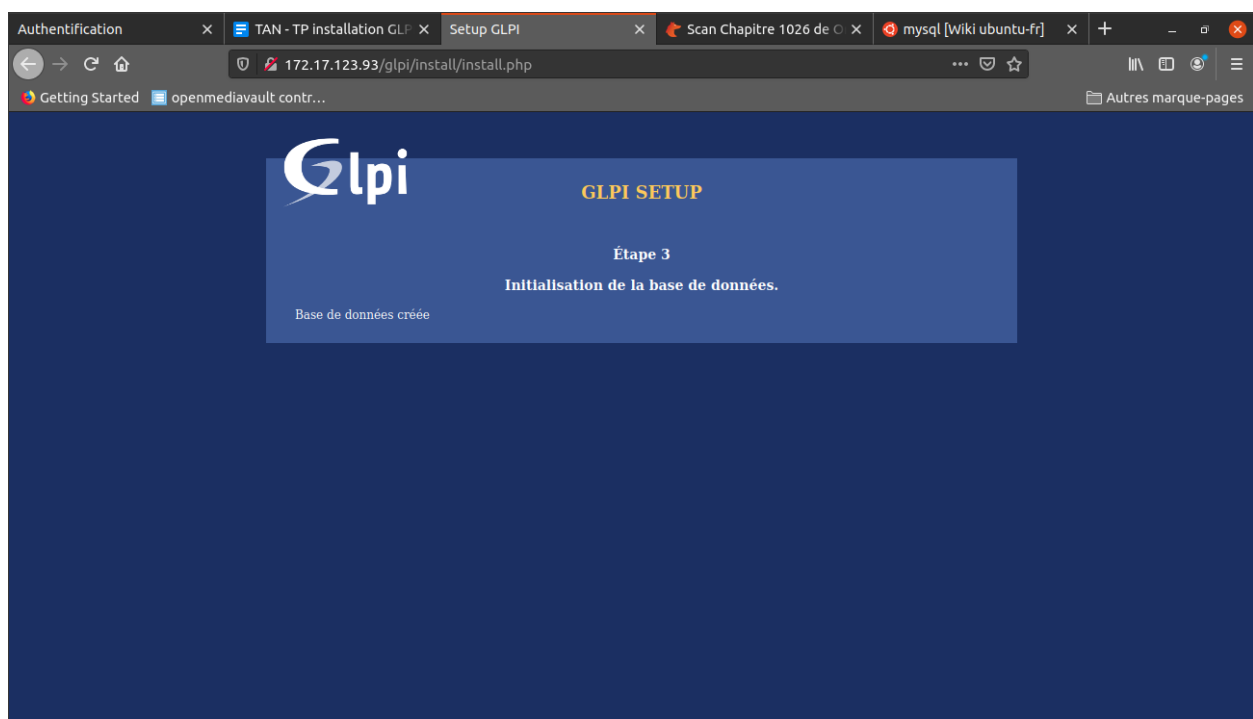 Authentification
TAN - TP installation GLP
Setup GLPI
Scan Chapitre 1026 de O
mysql [Wiki ubuntu-fr]
172.17.123.93/glpi/install/install.php
Getting Started
openmediavault contr...
Autres marque-pages
Glpi
GLPI SETUP
Étape 3
Initialisation de la base de données.
Base de données créée